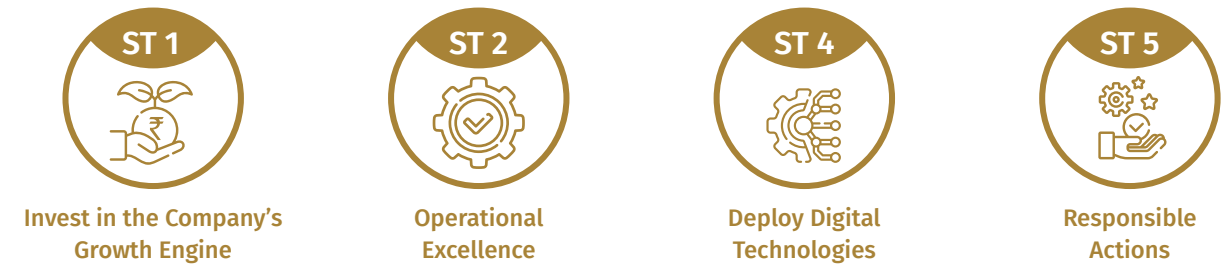 ST 1
Invest in the Company's
Growth Engine
ST 2
Operational
Excellence
ST 4
Deploy Digital
Technologies
ST 5
Responsible
Actions
₹